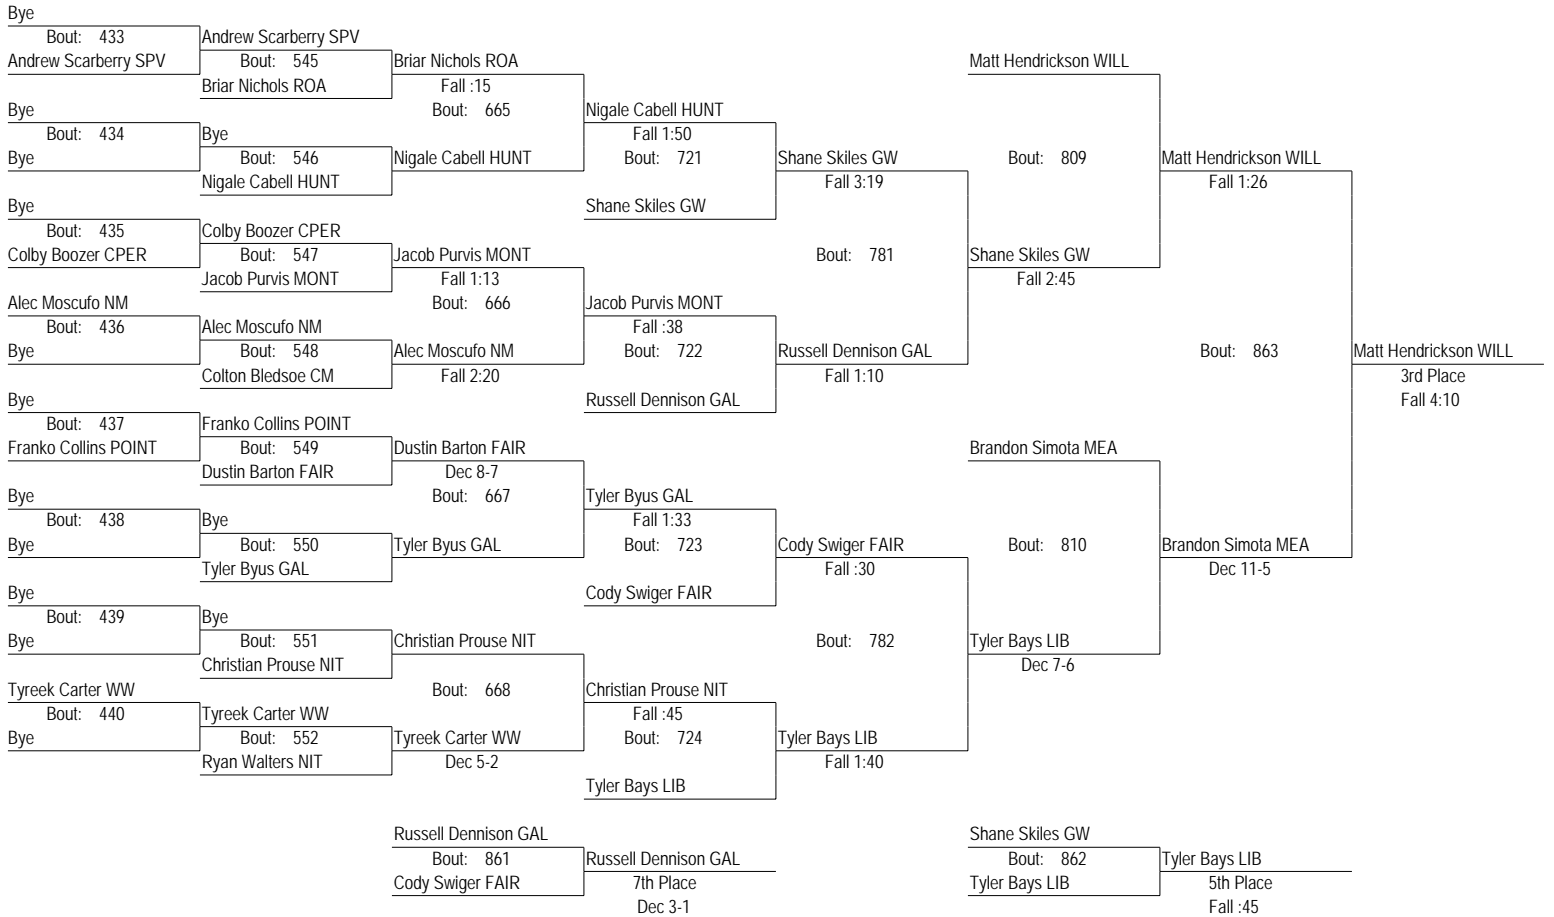 Bye
Bout: 433 Andrew Scarberry SPV
Andrew Scarberry SPV Bout: 545 Briar Nichols ROA Matt Hendrickson WILL
Briar Nichols ROA Fall :15
Bye Bout: 665 Nigale Cabell HUNT
Bout: 434 Bye Fall 1:50
Bye Bout: 546 Nigale Cabell HUNT Bout: 721 Shane Skiles GW Bout: 809 Matt Hendrickson WILL
Nigale Cabell HUNT Fall 3:19 Fall 1:26
Bye Shane Skiles GW
Bout: 435 Colby Boozer CPER
Colby Boozer CPER Bout: 547 Jacob Purvis MONT Bout: 781 Shane Skiles GW
Jacob Purvis MONT Fall 1:13 Fall 2:45
Alec Moscufo NM Bout: 666 Jacob Purvis MONT
Bout: 436 Alec Moscufo NM Fall :38
Bye Bout: 548 Alec Moscufo NM Bout: 722 Russell Dennison GAL Bout: 863 Matt Hendrickson WILL
Colton Bledsoe CM Fall 2:20 Fall 1:10 3rd Place
Bye Russell Dennison GAL Fall 4:10
Bout: 437 Franko Collins POINT
Franko Collins POINT Bout: 549 Dustin Barton FAIR Brandon Simota MEA
Dustin Barton FAIR Dec 8-7
Bye Bout: 667 Tyler Byus GAL
Bout: 438 Bye Fall 1:33
Bye Bout: 550 Tyler Byus GAL Bout: 723 Cody Swiger FAIR Bout: 810 Brandon Simota MEA
Tyler Byus GAL Fall :30 Dec 11-5
Bye Cody Swiger FAIR
Bout: 439 Bye
Bye Bout: 551 Christian Prouse NIT Bout: 782 Tyler Bays LIB
Christian Prouse NIT Dec 7-6
Tyreek Carter WW Bout: 668 Christian Prouse NIT
Bout: 440 Tyreek Carter WW Fall :45
Bye Bout: 552 Tyreek Carter WW Bout: 724 Tyler Bays LIB
Ryan Walters NIT Dec 5-2 Fall 1:40
Tyler Bays LIB
Russell Dennison GAL Shane Skiles GW
Bout: 861 Russell Dennison GAL Bout: 862 Tyler Bays LIB
Cody Swiger FAIR 7th Place Tyler Bays LIB 5th Place
Dec 3-1 Fall :45